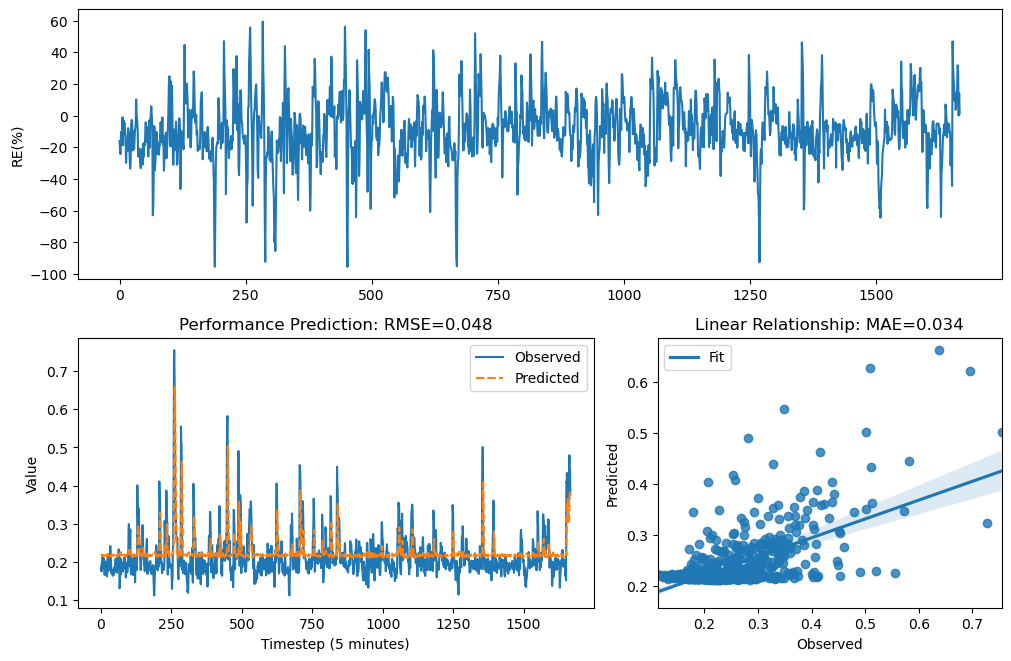 60
40
20
0
−20
−40
−60
−80
−100
RE(%)
0 250 500 750 1000 1250 1500
Performance Prediction: RMSE=0.048
Observed
Predicted
0.7
0.6
0.5
0.4
0.3
0.2
0.1
Value
0 250 500 750 1000 1250 1500
Timestep (5 minutes)
Linear Relationship: MAE=0.034
Fit
0.6
0.5
0.4
0.3
0.2
Predicted
0.2 0.3 0.4 0.5 0.6 0.7
Observed